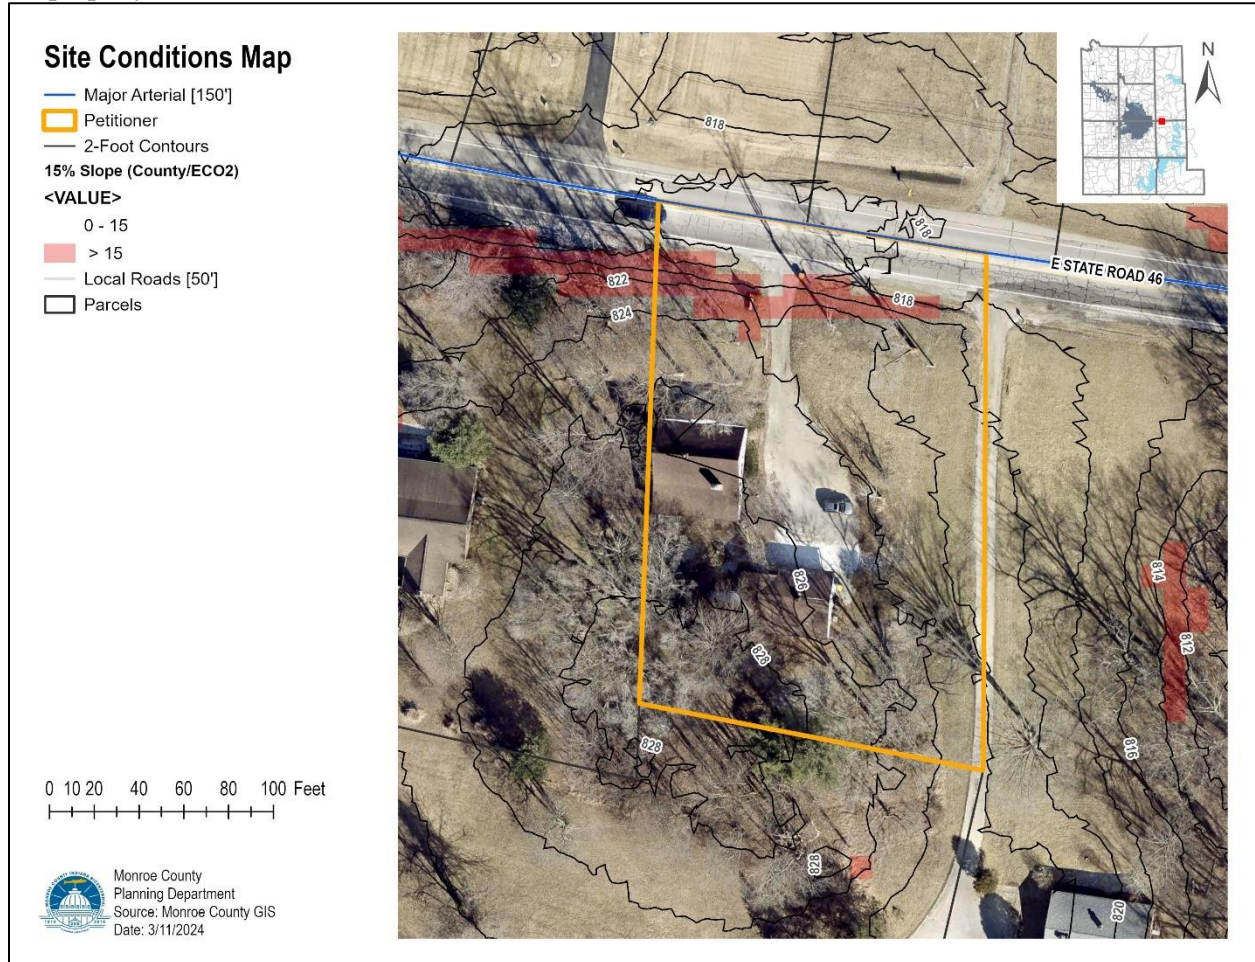 Site Conditions Map
Major Arterial [150']
Petitioner
2-Foot Contours
15% Slope (County/ECO2)
<VALUE>
0 - 15
> 15
Local Roads [50']
Parcels
0 10 20 40 60 80 100 Feet
Monroe County
Planning Department
Source: Monroe County GIS
Date: 3/11/2024
N
818
818
E STATE ROAD 46
822
818
824
826
814
812
828
828
816
828
820